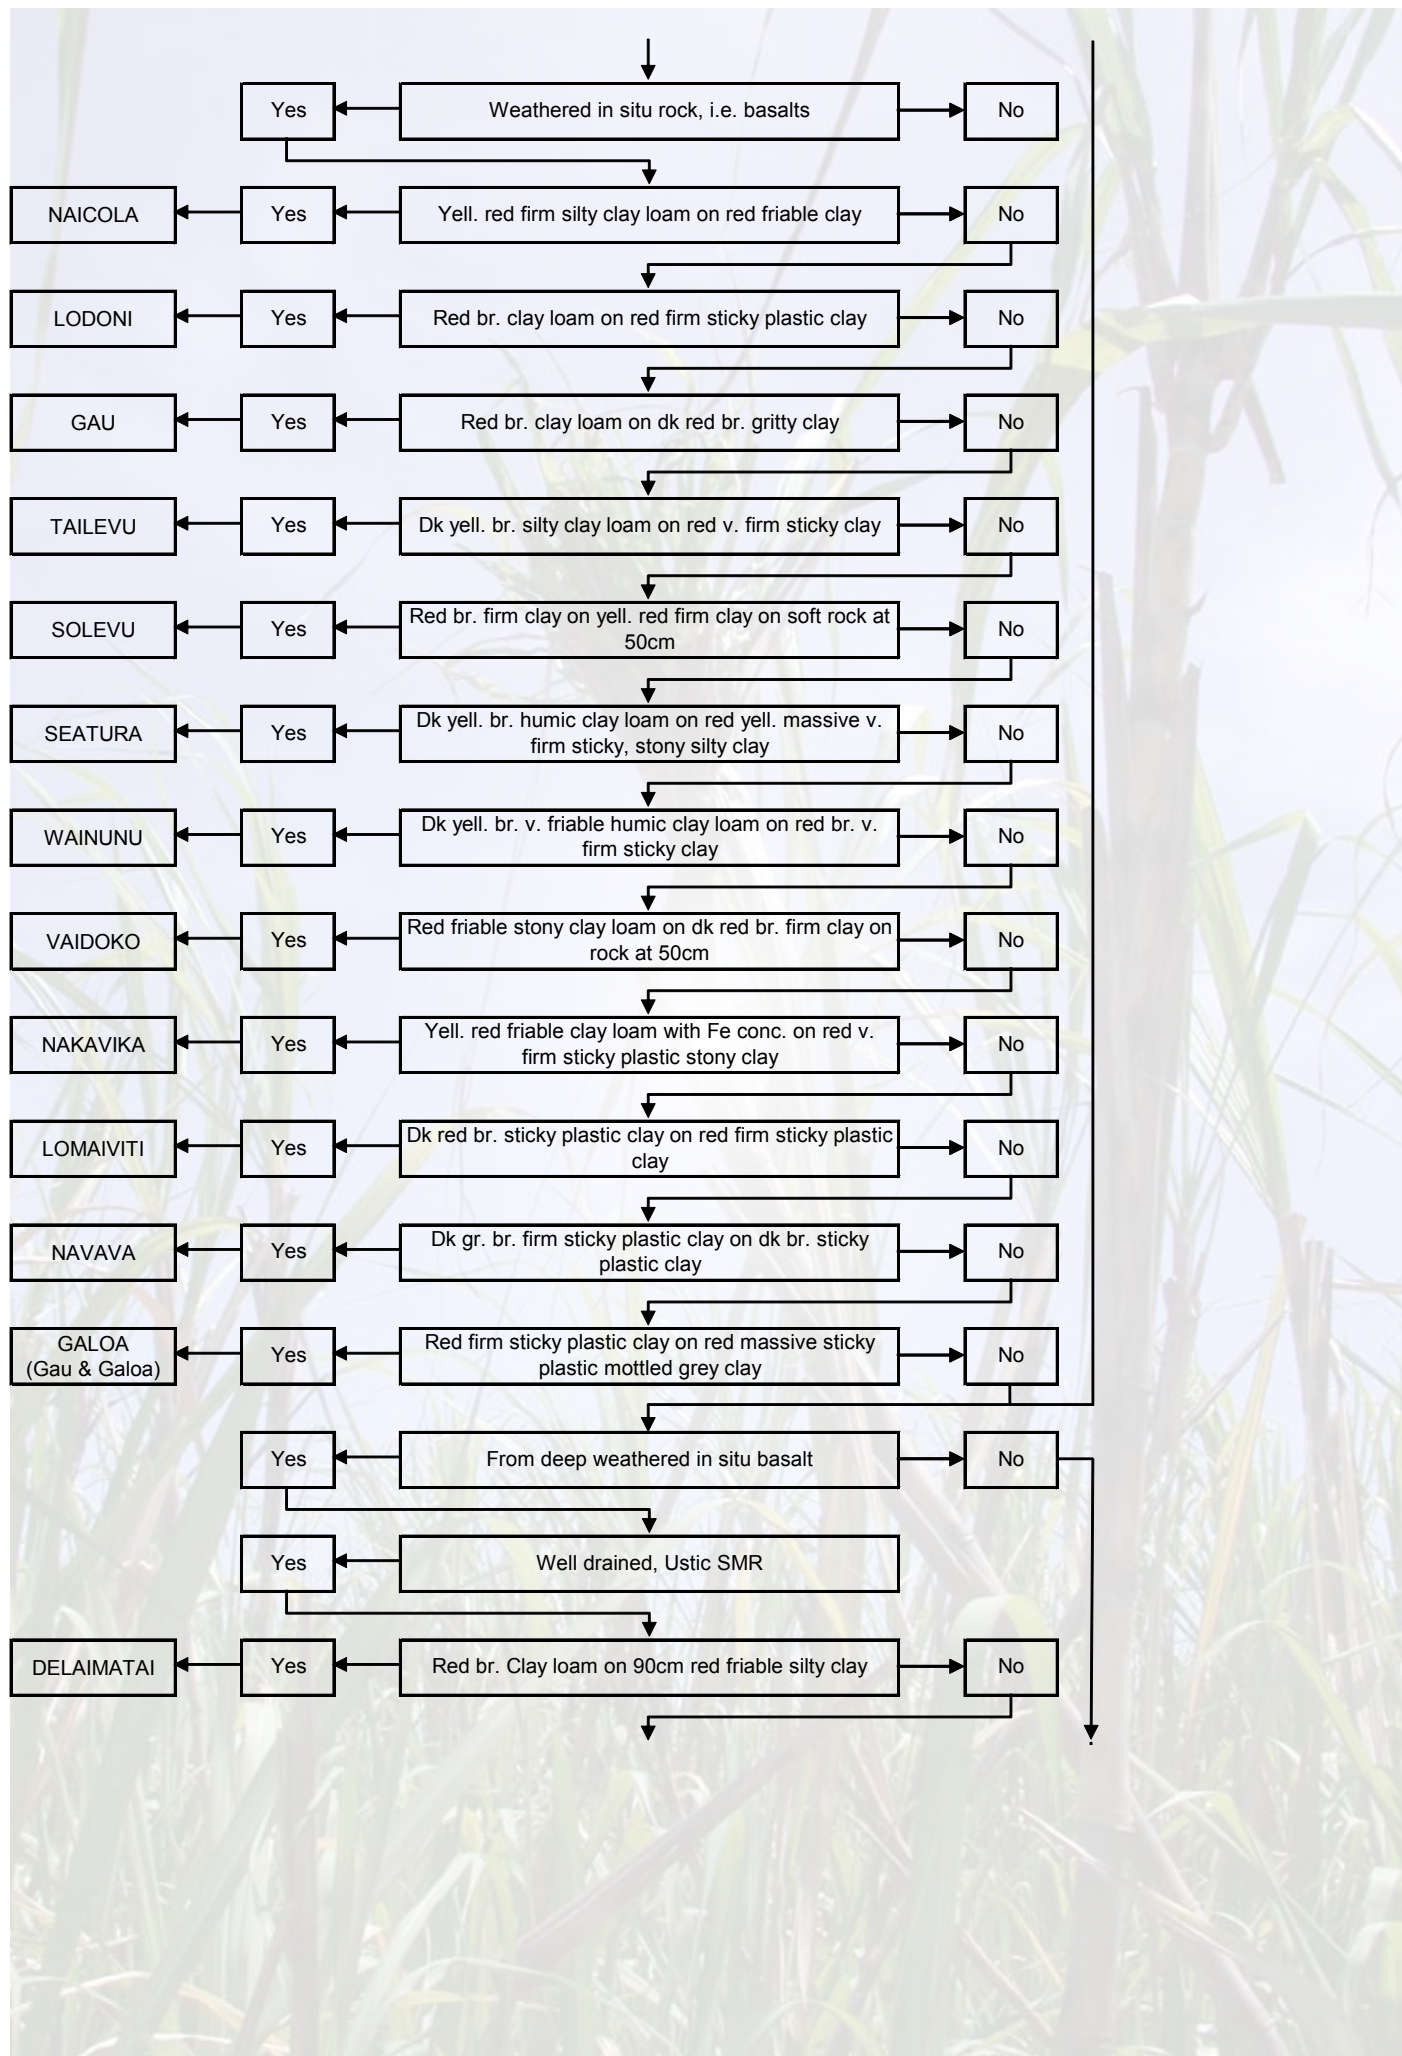 Yes
Weathered in situ rock, i.e. basalts
No
NAICOLA
Yes
Yell. red firm silty clay loam on red friable clay
No
LODONI
Yes
Red br. clay loam on red firm sticky plastic clay
No
GAU
Yes
Red br. clay loam on dk red br. gritty clay
No
TAILEVU
Yes
Dk yell. br. silty clay loam on red v. firm sticky clay
No
SOLEVU
Yes
Red br. firm clay on yell. red firm clay on soft rock at
50cm
No
SEATURA
Yes
Dk yell. br. humic clay loam on red yell. massive v.
firm sticky, stony silty clay
No
WAINUNU
Yes
Dk yell. br. v. friable humic clay loam on red br. v.
firm sticky clay
No
VAIDOKO
Yes
Red friable stony clay loam on dk red br. firm clay on
rock at 50cm
No
NAKAVIKA
Yes
Yell. red friable clay loam with Fe conc. on red v.
firm sticky plastic stony clay
No
LOMAIVITI
Yes
Dk red br. sticky plastic clay on red firm sticky plastic
clay
No
NAVAVA
Yes
Dk gr. br. firm sticky plastic clay on dk br. sticky
plastic clay
No
GALOA
(Gau & Galoa)
Yes
Red firm sticky plastic clay on red massive sticky
plastic mottled grey clay
No
Yes
From deep weathered in situ basalt
No
Yes
Well drained, Ustic SMR
DELAIMATAI
Yes
Red br. Clay loam on 90cm red friable silty clay
No